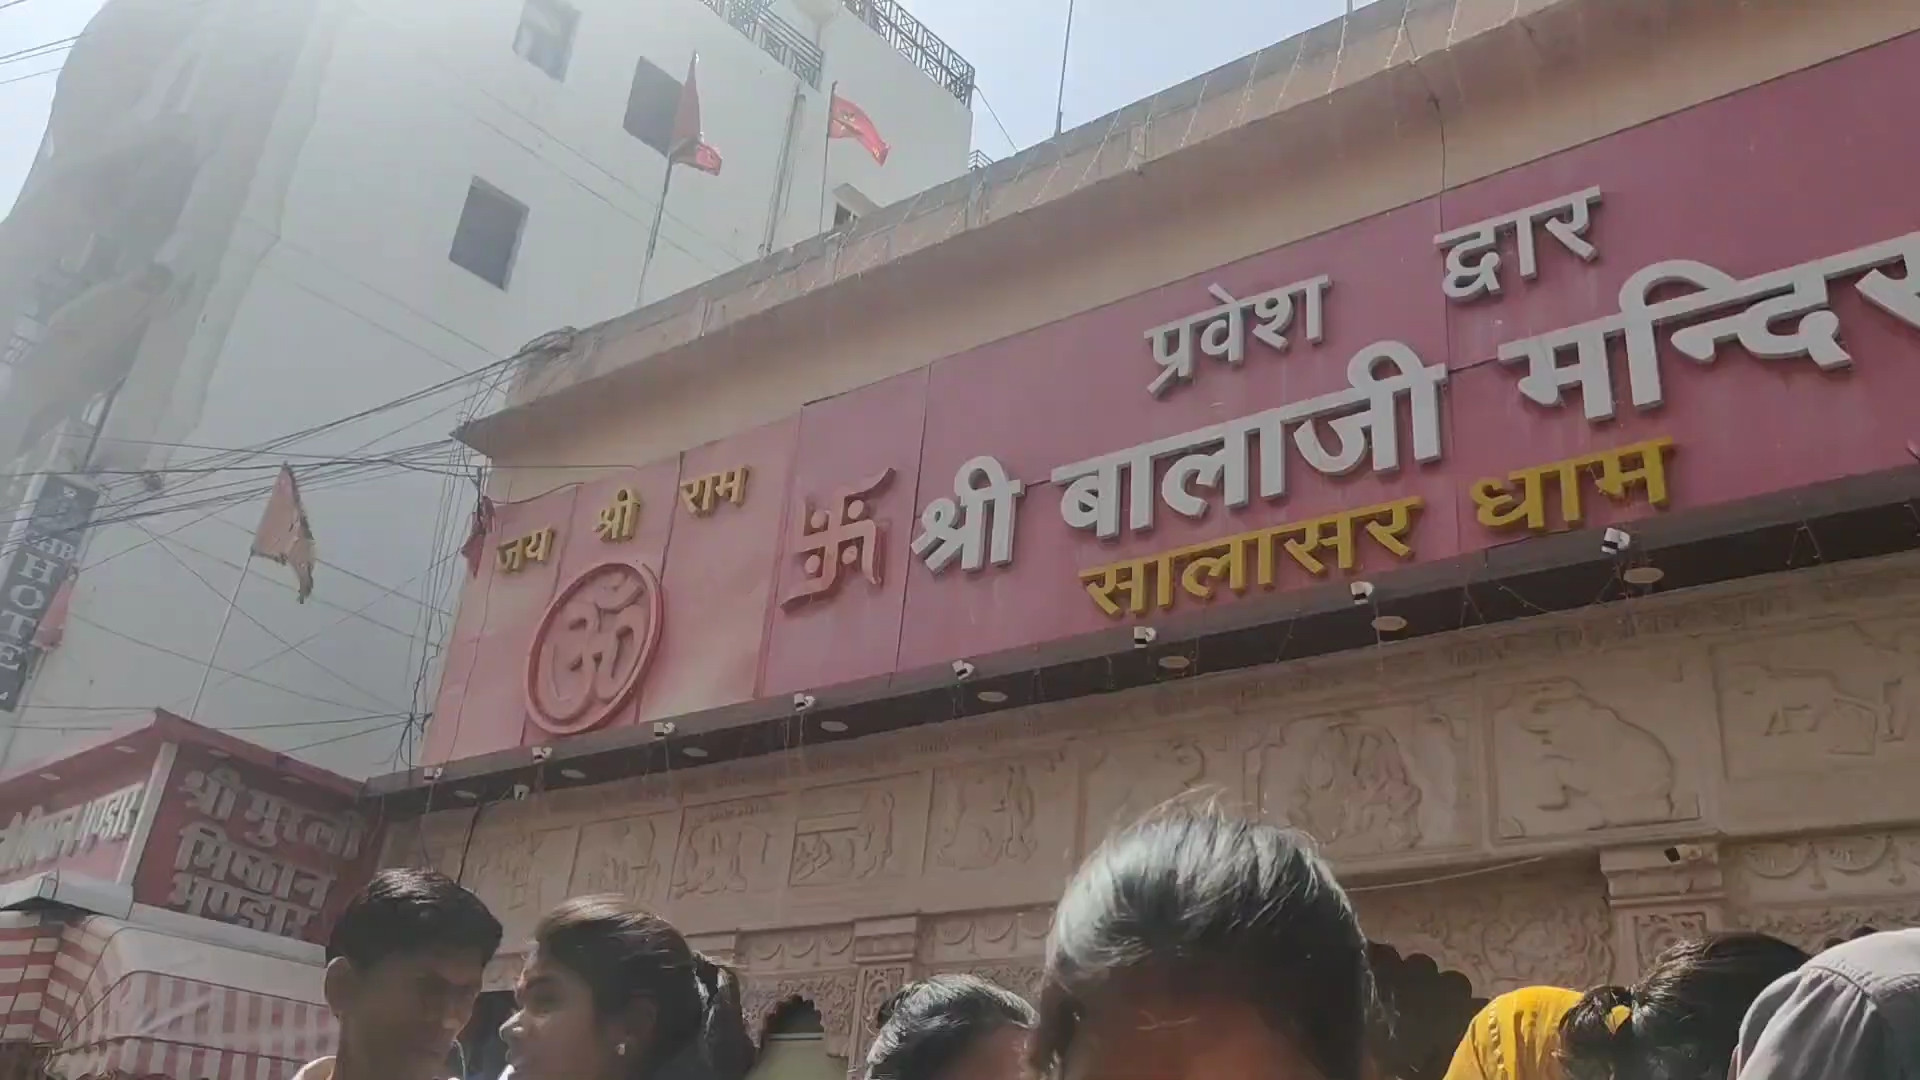 प्रवेश द्वार
जय श्री राम
श्री बालाजी मन्दिर
सालासर धाम
ॐ
HOTEL
श्री मुरली
मिष्ठान
भण्डार